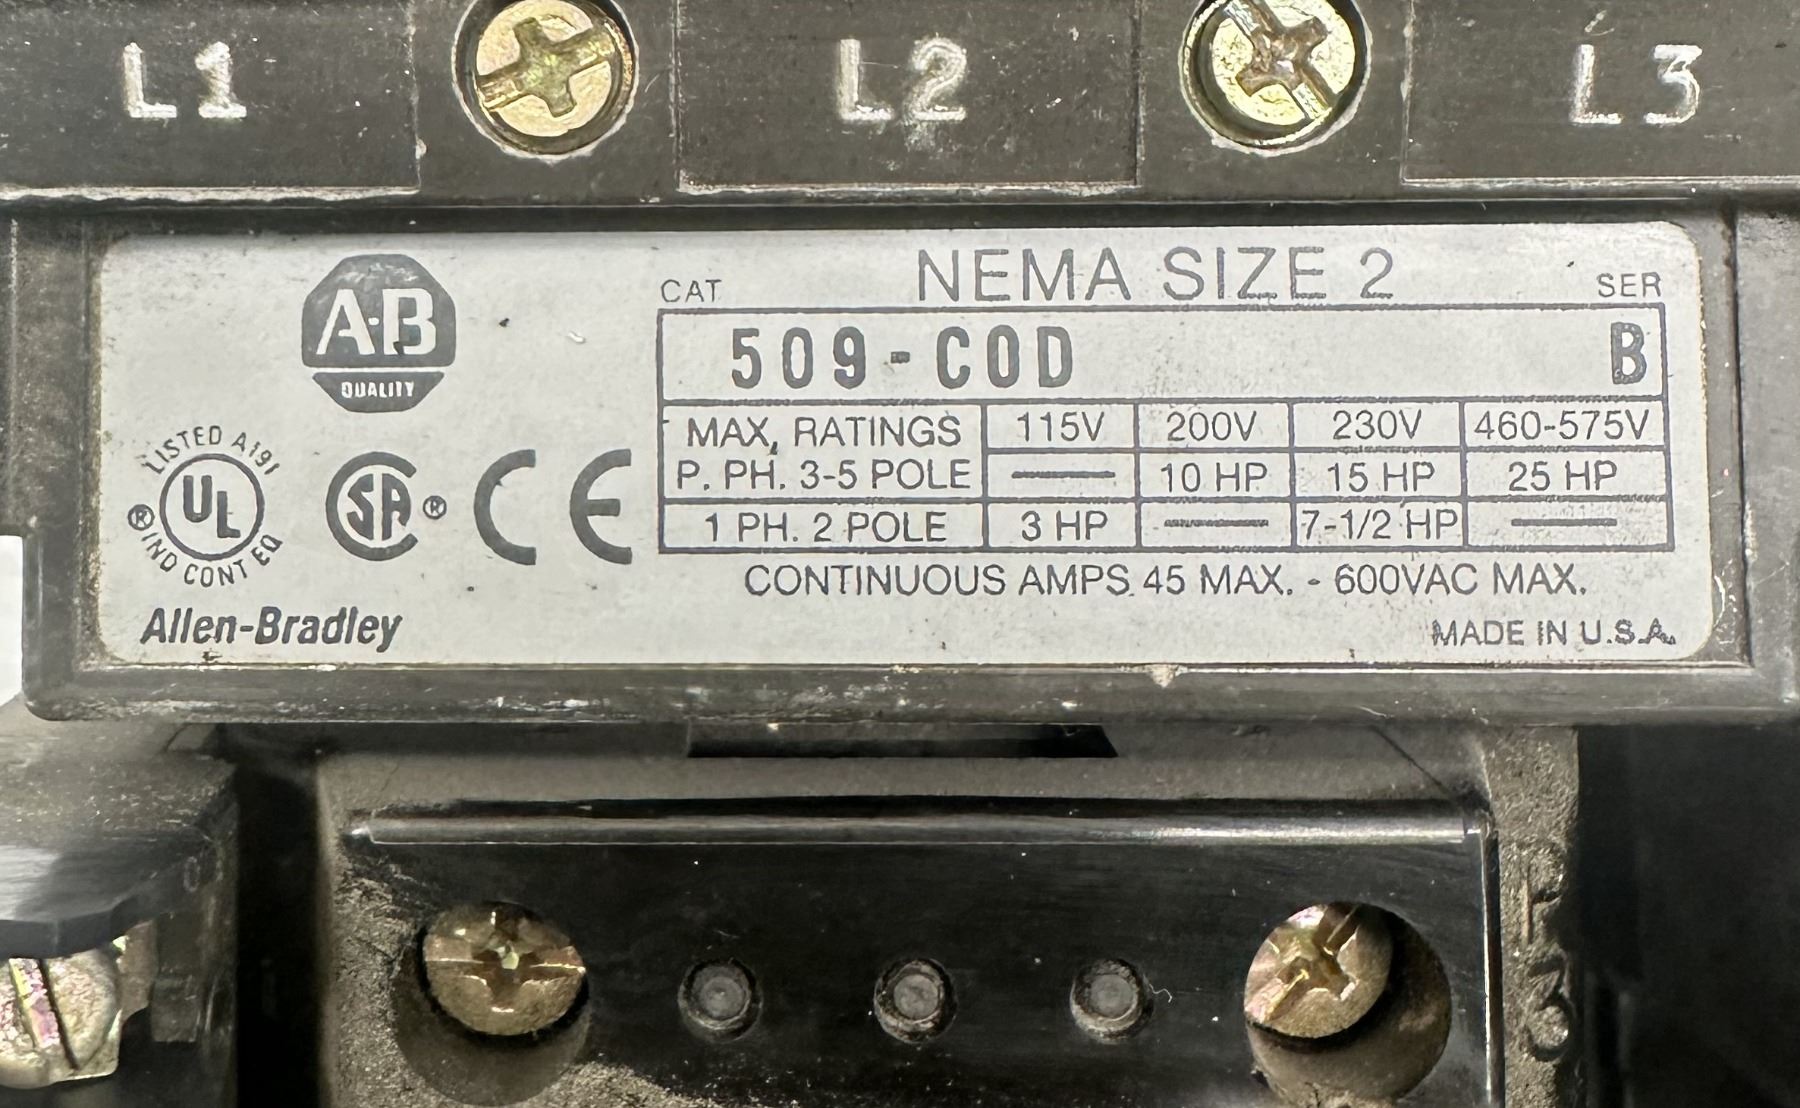 L1 L2 L3
NEMA SIZE 2
CAT SER
509-COD B
A-B
QUALITY
MAX. RATINGS 115V 200V 230V 460-575V
P. PH. 3-5 POLE —— 10 HP 15 HP 25 HP
1 PH. 2 POLE 3 HP —— 7-1/2 HP ——
CONTINUOUS AMPS. 45 MAX. - 600VAC MAX.
MADE IN U.S.A.
LISTED A191
UL
® IND CONT EQ
SA ® CE
Allen-Bradley
3